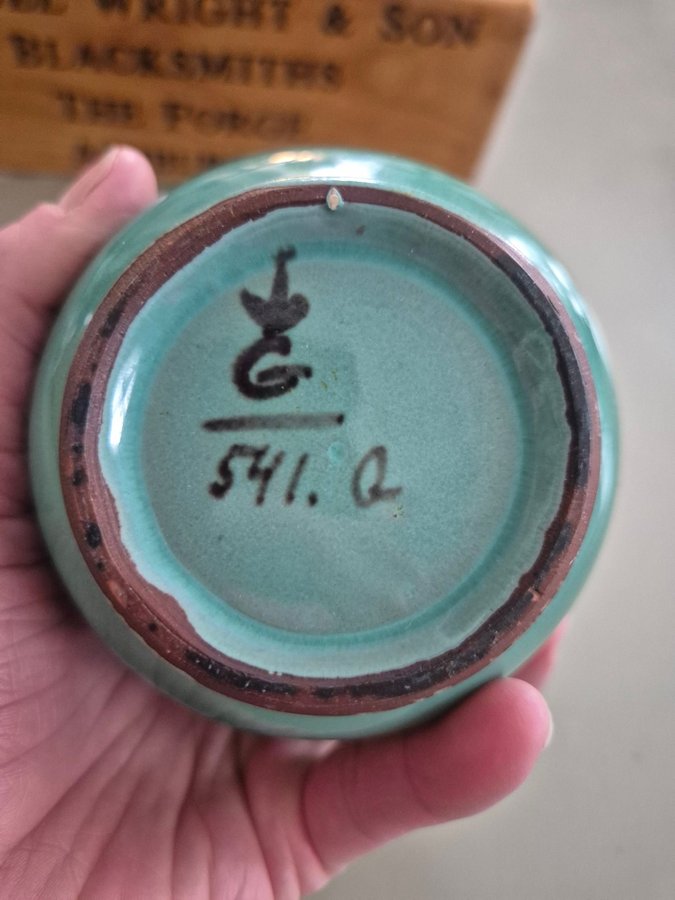 WRIGHT & SON
BLACKSMITHS
THE FORGE
G
541. Q